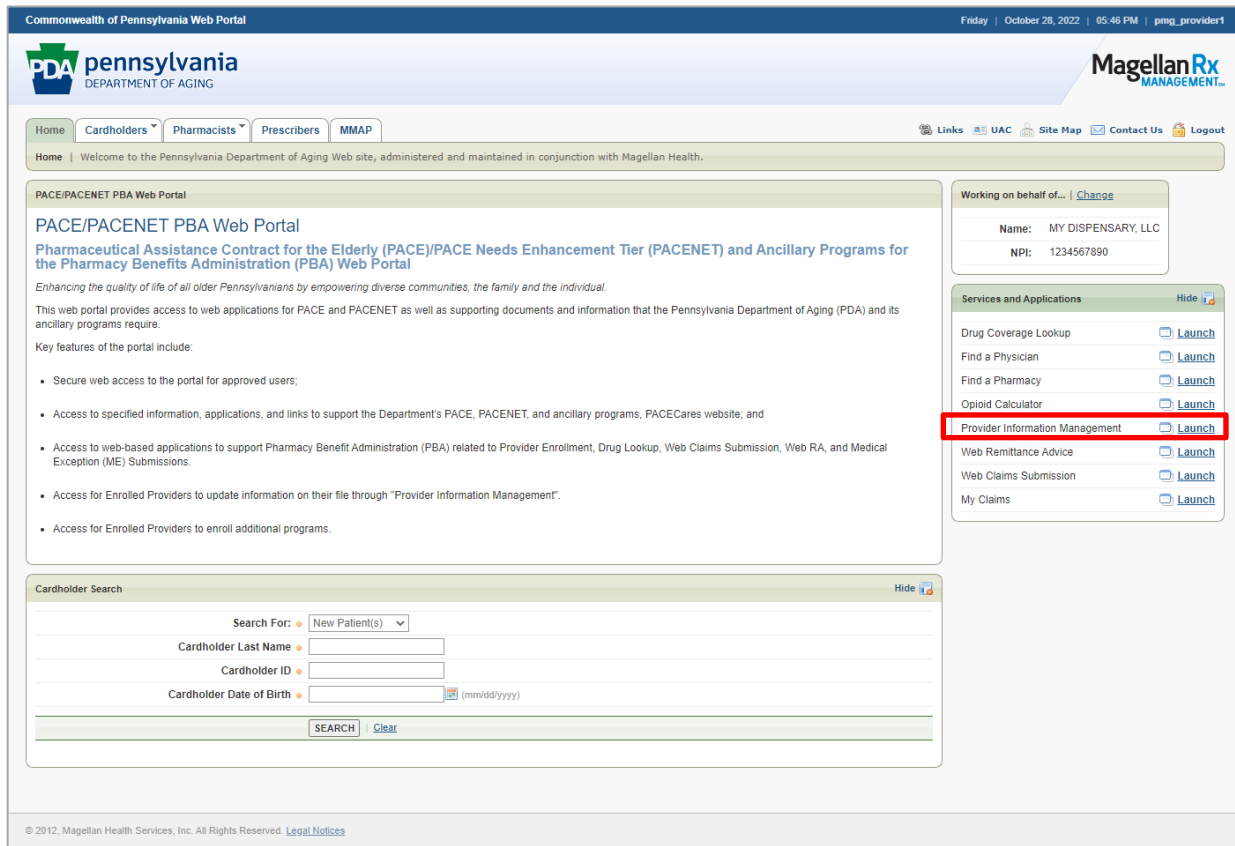 Commonwealth of Pennsylvania Web Portal
Friday | October 28, 2022 | 05:46 PM | pmg_provider1
PDA pennsylvania
DEPARTMENT OF AGING
Magellan Rx
MANAGEMENT
Home Cardholders Pharmacists Prescribers MMAP
Links UAC Site Map Contact Us Logout
Home | Welcome to the Pennsylvania Department of Aging Web site, administered and maintained in conjunction with Magellan Health.
PACE/PACENET PBA Web Portal
PACE/PACENET PBA Web Portal
Pharmaceutical Assistance Contract for the Elderly (PACE)/PACE Needs Enhancement Tier (PACENET) and Ancillary Programs for
the Pharmacy Benefits Administration (PBA) Web Portal
Enhancing the quality of life of all older Pennsylvanians by empowering diverse communities, the family and the individual.
This web portal provides access to web applications for PACE and PACENET as well as supporting documents and information that the Pennsylvania Department of Aging (PDA) and its
ancillary programs require.
Key features of the portal include:
• Secure web access to the portal for approved users;
• Access to specified information, applications, and links to support the Department's PACE, PACENET, and ancillary programs, PACECares website; and
• Access to web-based applications to support Pharmacy Benefit Administration (PBA) related to Provider Enrollment, Drug Lookup, Web Claims Submission, Web RA, and Medical
Exception (ME) Submissions.
• Access for Enrolled Providers to update information on their file through "Provider Information Management".
• Access for Enrolled Providers to enroll additional programs.
Working on behalf of... | Change
Name: MY DISPENSARY, LLC
NPI: 1234567890
Services and Applications Hide
Drug Coverage Lookup Launch
Find a Physician Launch
Find a Pharmacy Launch
Opioid Calculator Launch
Provider Information Management Launch
Web Remittance Advice Launch
Web Claims Submission Launch
My Claims Launch
Cardholder Search Hide
Search For: New Patient(s)
Cardholder Last Name
Cardholder ID
Cardholder Date of Birth (mm/dd/yyyy)
SEARCH | Clear
© 2012, Magellan Health Services, Inc. All Rights Reserved. Legal Notices